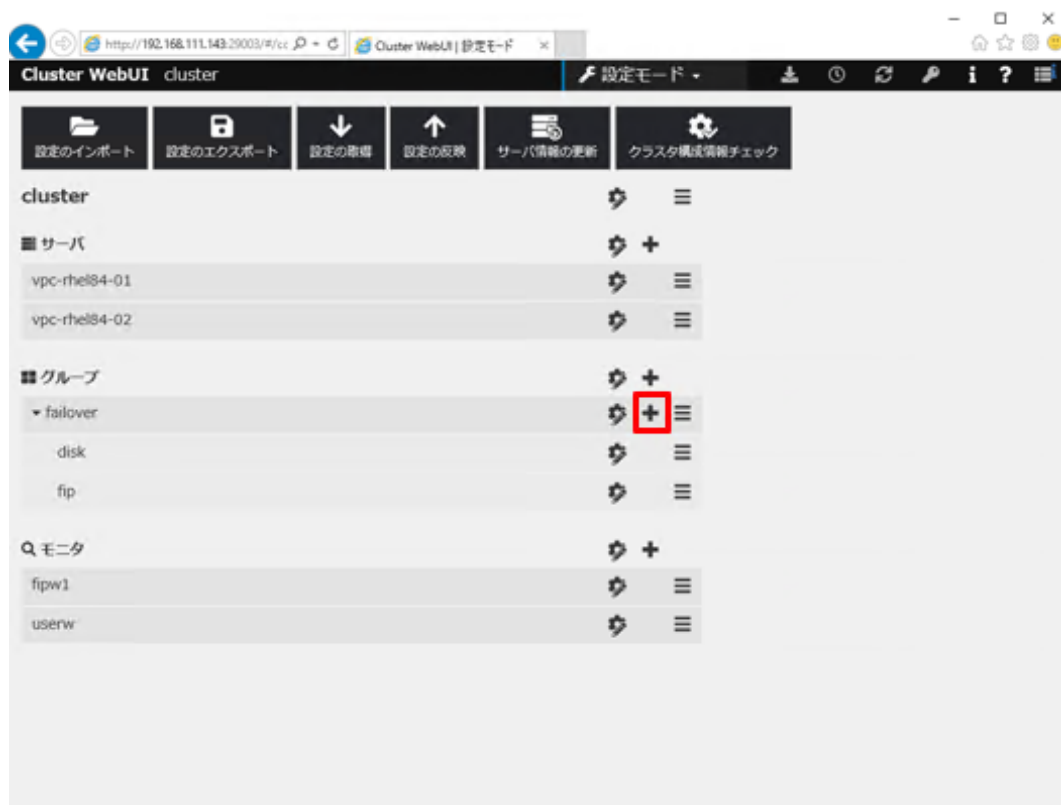 http://192.168.111.143:29003/#/cc
Cluster WebUI | 設定モード
Cluster WebUI cluster
設定モード
設定のインポート
設定のエクスポート
設定の取得
設定の反映
サーバ情報の更新
クラスタ構成情報チェック
cluster
サーバ
vpc-rhel84-01
vpc-rhel84-02
グループ
failover
disk
fip
モニタ
fipw1
userw